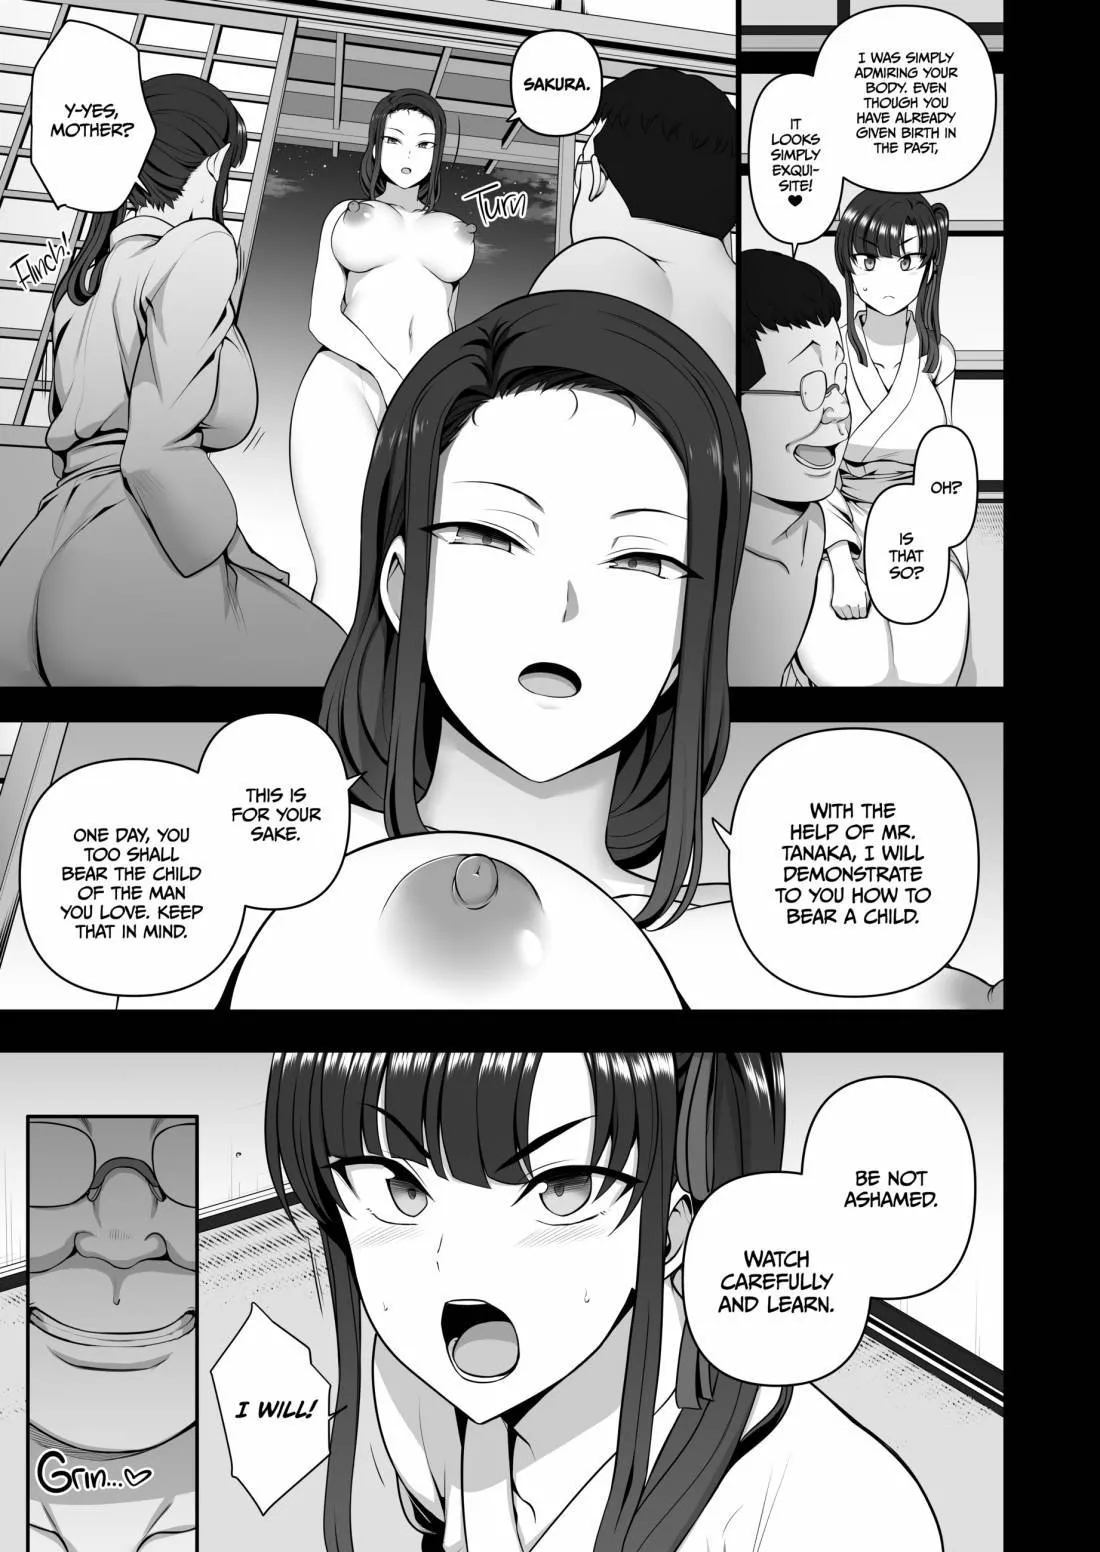 I WAS SIMPLY
ADMIRING YOUR
BODY. EVEN
THOUGH YOU
HAVE ALREADY
GIVEN BIRTH IN
THE PAST,
IT
LOOKS
SIMPLY
EXQUI-
SITE!
♥
OH?
IS
THAT
SO?
SAKURA.
Turn
Y-YES,
MOTHER?
Flinch!
WITH THE
HELP OF MR.
TANAKA, I WILL
DEMONSTRATE
TO YOU HOW TO
BEAR A CHILD.
THIS IS
FOR YOUR
SAKE.
ONE DAY, YOU
TOO SHALL
BEAR THE CHILD
OF THE MAN
YOU LOVE. KEEP
THAT IN MIND.
BE NOT
ASHAMED.
WATCH
CAREFULLY
AND LEARN.
I WILL!
Grin...♡